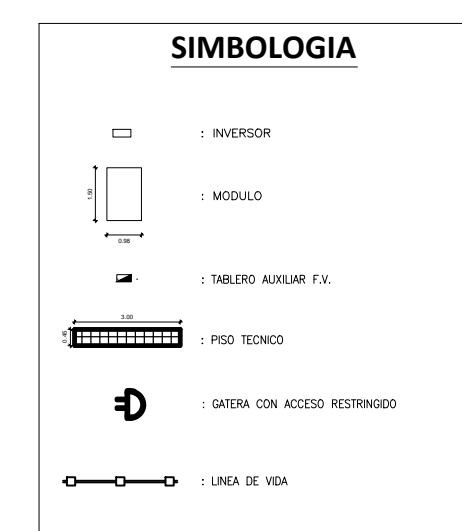 SIMBOLOGIA
: INVERSOR
1.50
: MODULO
0.98
: TABLERO AUXILIAR F.V.
3.00
0.45
: PISO TECNICO
: GATERA CON ACCESO RESTRINGIDO
: LINEA DE VIDA